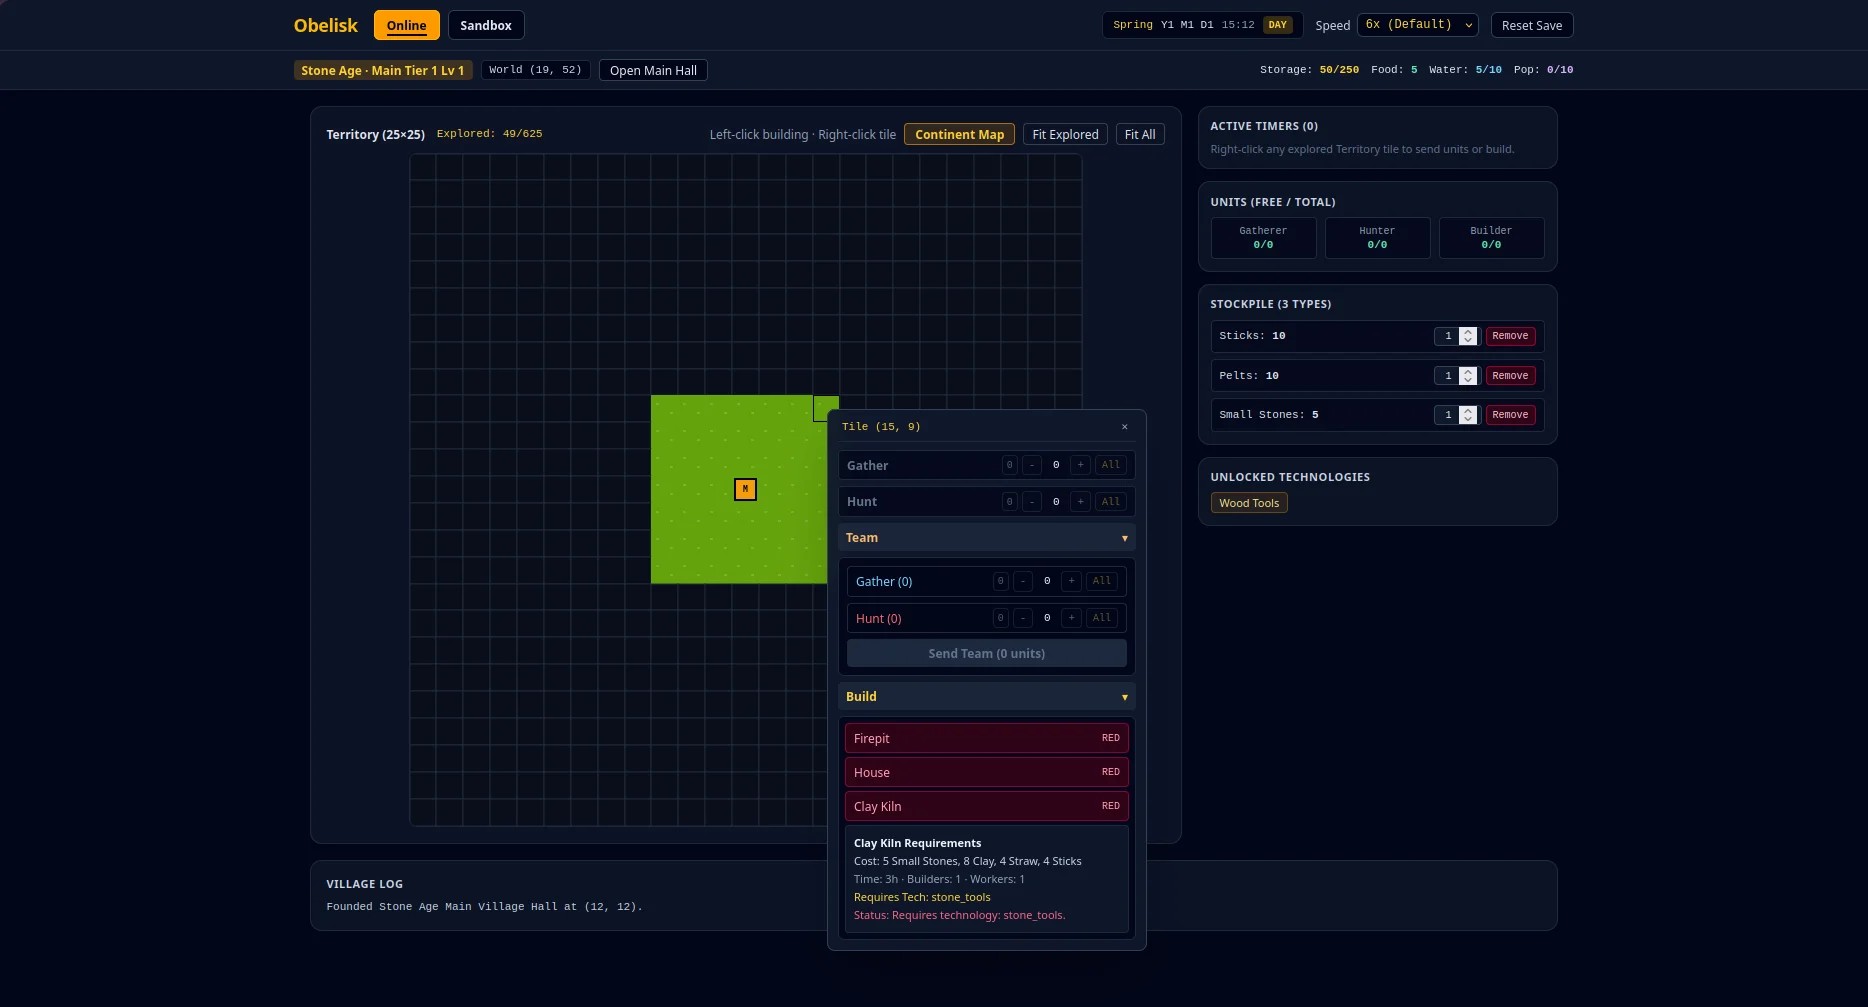 Obelisk Online Sandbox Spring Y1 M1 D1 15:12 DAY Speed 6x (Default) Reset Save
Stone Age · Main Tier 1 Lv 1 World (19, 52) Open Main Hall Storage: 50/250 Food: 5 Water: 5/10 Pop: 0/10
Territory (25×25) Explored: 49/625 Left-click building · Right-click tile Continent Map Fit Explored Fit All
M
Tile (15, 9) ×
Gather 0 - 0 + All
Hunt 0 - 0 + All
Team ▾
Gather (0) 0 - 0 + All
Hunt (0) 0 - 0 + All
Send Team (0 units)
Build ▾
Firepit RED
House RED
Clay Kiln RED
Clay Kiln Requirements
Cost: 5 Small Stones, 8 Clay, 4 Straw, 4 Sticks
Time: 3h · Builders: 1 · Workers: 1
Requires Tech: stone_tools
Status: Requires technology: stone_tools.
ACTIVE TIMERS (0)
Right-click any explored Territory tile to send units or build.
UNITS (FREE / TOTAL)
Gatherer Hunter Builder
0/0 0/0 0/0
STOCKPILE (3 TYPES)
Sticks: 10 1 Remove
Pelts: 10 1 Remove
Small Stones: 5 1 Remove
UNLOCKED TECHNOLOGIES
Wood Tools
VILLAGE LOG
Founded Stone Age Main Village Hall at (12, 12).